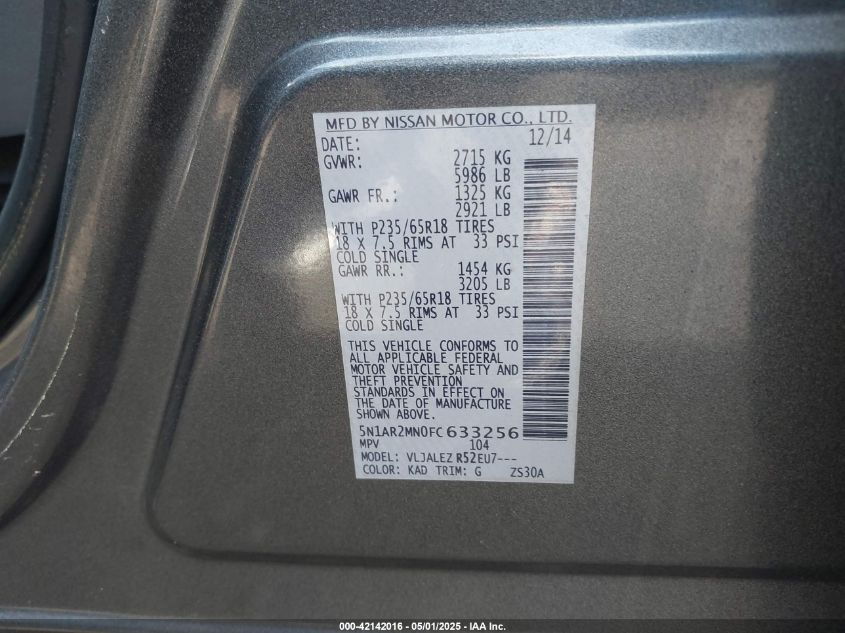 MFD BY NISSAN MOTOR CO., LTD.
DATE: 12/14
GVWR: 2715 KG
5986 LB
GAWR FR.: 1325 KG
2921 LB
WITH P235/65R18 TIRES
18 X 7.5 RIMS AT 33 PSI
COLD SINGLE
GAWR RR.: 1454 KG
3205 LB
WITH P235/65R18 TIRES
18 X 7.5 RIMS AT 33 PSI
COLD SINGLE
THIS VEHICLE CONFORMS TO
ALL APPLICABLE FEDERAL
MOTOR VEHICLE SAFETY AND
THEFT PREVENTION
STANDARDS IN EFFECT ON
THE DATE OF MANUFACTURE
SHOWN ABOVE.
5N1AR2MN0FC633256
MPV 104
MODEL: VLJALEZ R52EU7---
COLOR: KAD TRIM: G ZS30A
000-42142016 - 05/01/2025 - IAA Inc.